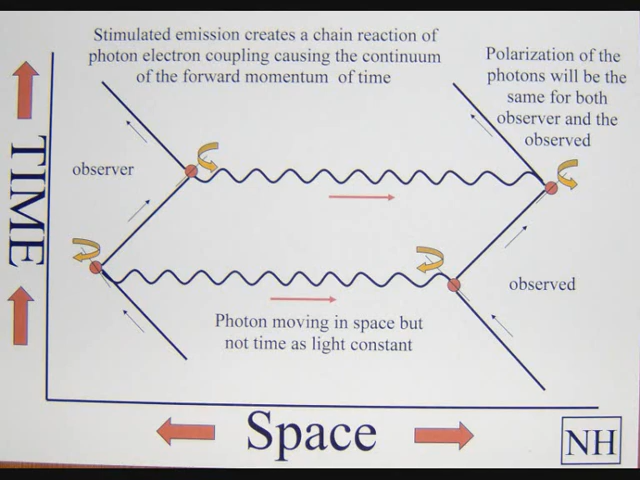 Stimulated emission creates a chain reaction of
photon electron coupling causing the continuum
of the forward momentum of time
Polarization of the
photons will be the
same for both
observer and the
observed
observer
TIME
observed
Photon moving in space but
not time as light constant
Space
NH